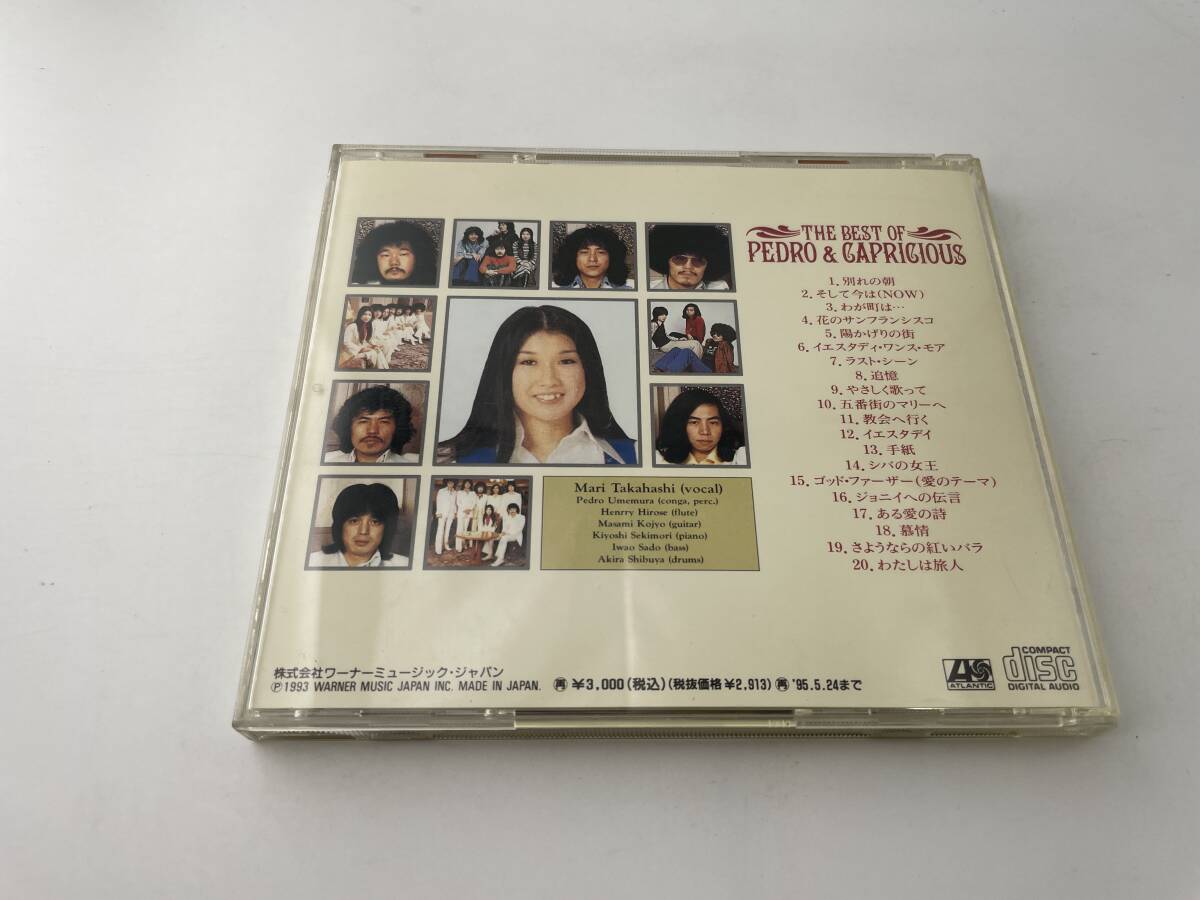 THE BEST OF
PEDRO & CAPRICIOUS
1. 別れの朝
2. そして今は(NOW)
3. わが町は…
4. 花のサンフランシスコ
5. 陽かげりの街
6. イエスタデイ・ワンス・モア
7. ラスト・シーン
8. 追憶
9. やさしく歌って
10. 五番街のマリーへ
11. 教会へ行く
12. イエスタデイ
13. 手紙
14. シバの女王
15. ゴッド・ファーザー(愛のテーマ)
16. ジョニイへの伝言
17. ある愛の詩
18. 慕情
19. さようならの紅いバラ
20. わたしは旅人
Mari Takahashi (vocal)
Pedro Umemura (conga, perc.)
Henrry Hirose (flute)
Masami Kojyo (guitar)
Kiyoshi Sekimori (piano)
Iwao Sado (bass)
Akira Shibuya (drums)
株式会社ワーナーミュージック・ジャパン
Ⓟ1993 WARNER MUSIC JAPAN INC. MADE IN JAPAN. 再 ¥3,000(税込)(税抜価格¥2,913) 再 '95.5.24まで
ATLANTIC
COMPACT
disc
DIGITAL AUDIO